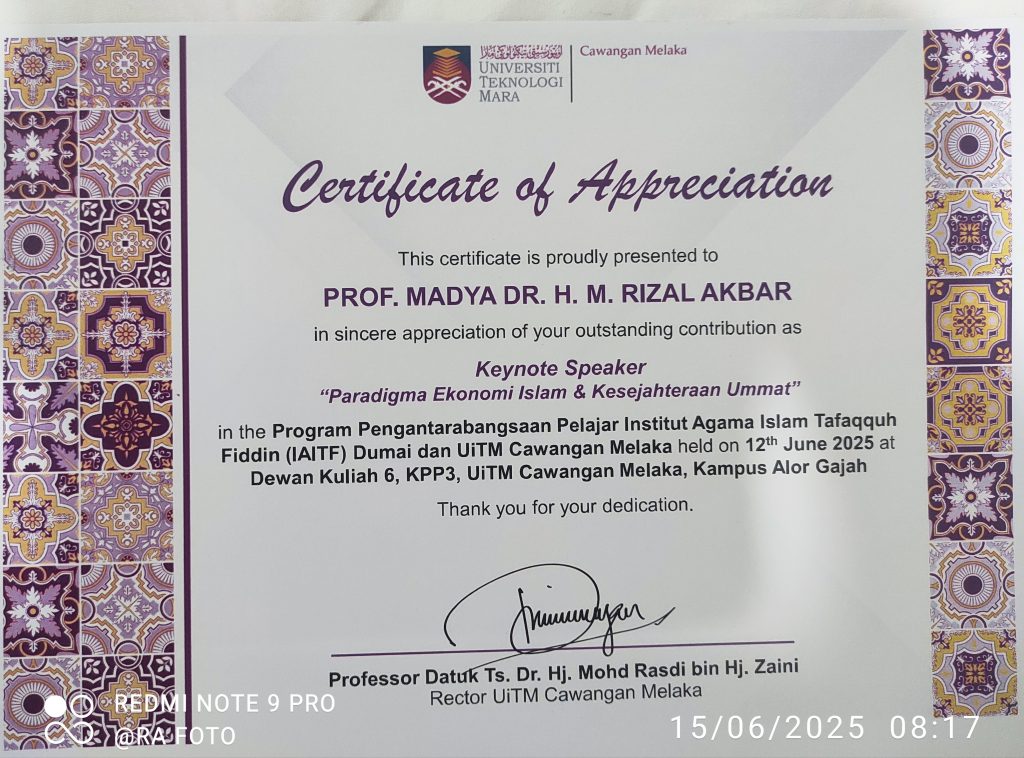 UNIVERSITI
TEKNOLOGI
MARA
Cawangan Melaka
Certificate of Appreciation
This certificate is proudly presented to
PROF. MADYA DR. H. M. RIZAL AKBAR
in sincere appreciation of your outstanding contribution as
Keynote Speaker
“Paradigma Ekonomi Islam & Kesejahteraan Ummat”
in the Program Pengantarabangsaan Pelajar Institut Agama Islam Tafaqquh
Fiddin (IAITF) Dumai dan UiTM Cawangan Melaka held on 12th June 2025 at
Dewan Kuliah 6, KPP3, UiTM Cawangan Melaka, Kampus Alor Gajah
Thank you for your dedication.
Professor Datuk Ts. Dr. Hj. Mohd Rasdi bin Hj. Zaini
Rector UiTM Cawangan Melaka
REDMI NOTE 9 PRO
@RA FOTO
15/06/2025 08:17